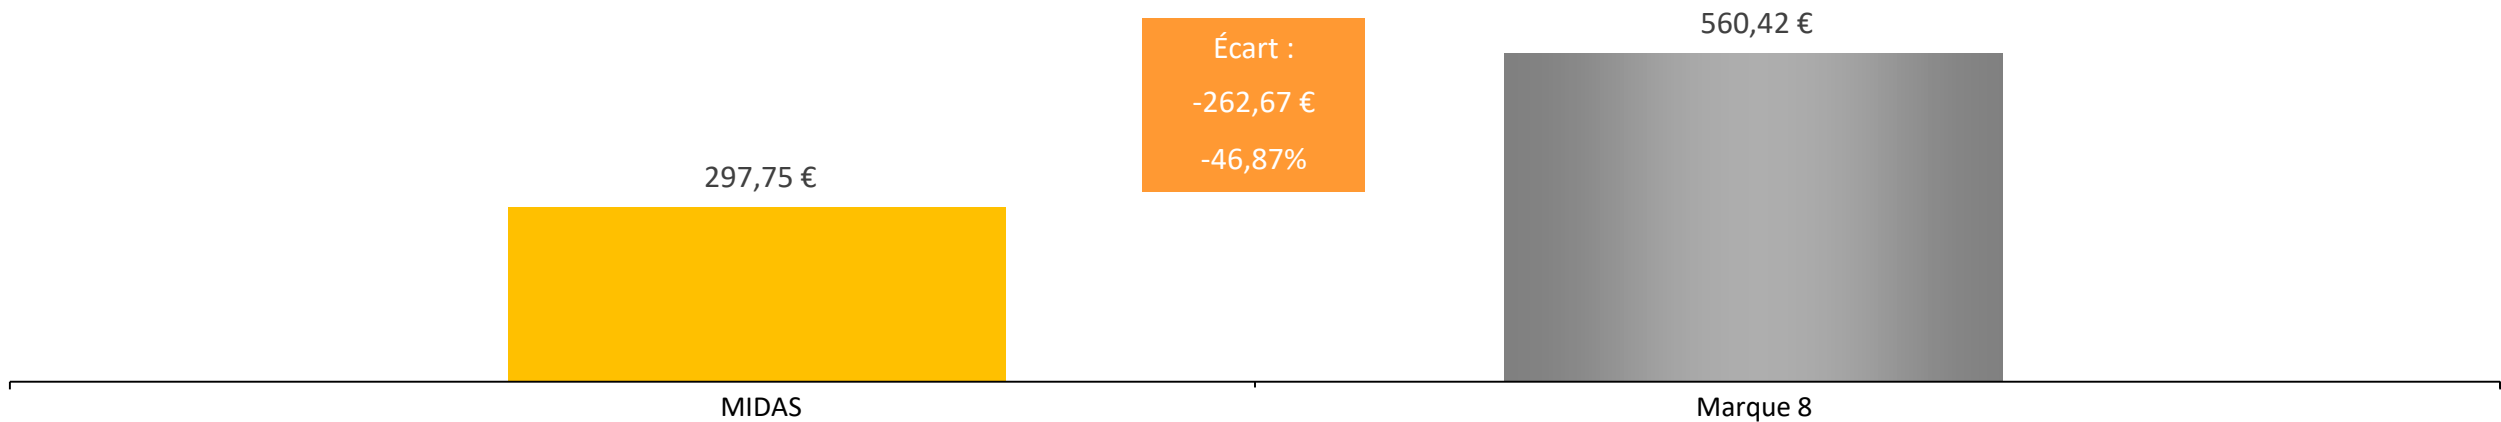 560,42 €
Écart :
-262,67 €
-46,87%
297,75 €
MIDAS
Marque 8